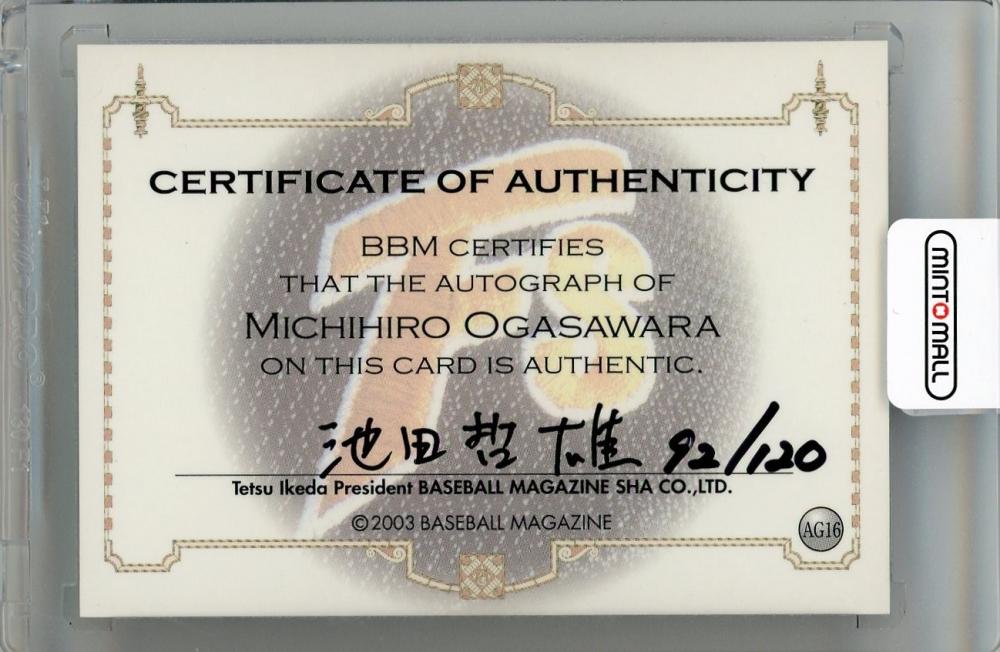 CERTIFICATE OF AUTHENTICITY
BBM CERTIFIES
THAT THE AUTOGRAPH OF
MICHIHIRO OGASAWARA
ON THIS CARD IS AUTHENTIC.
池田哲雄 92/120
Tetsu Ikeda President BASEBALL MAGAZINE SHA CO.,LTD.
©2003 BASEBALL MAGAZINE
AG16
MINTOMALL
Fs